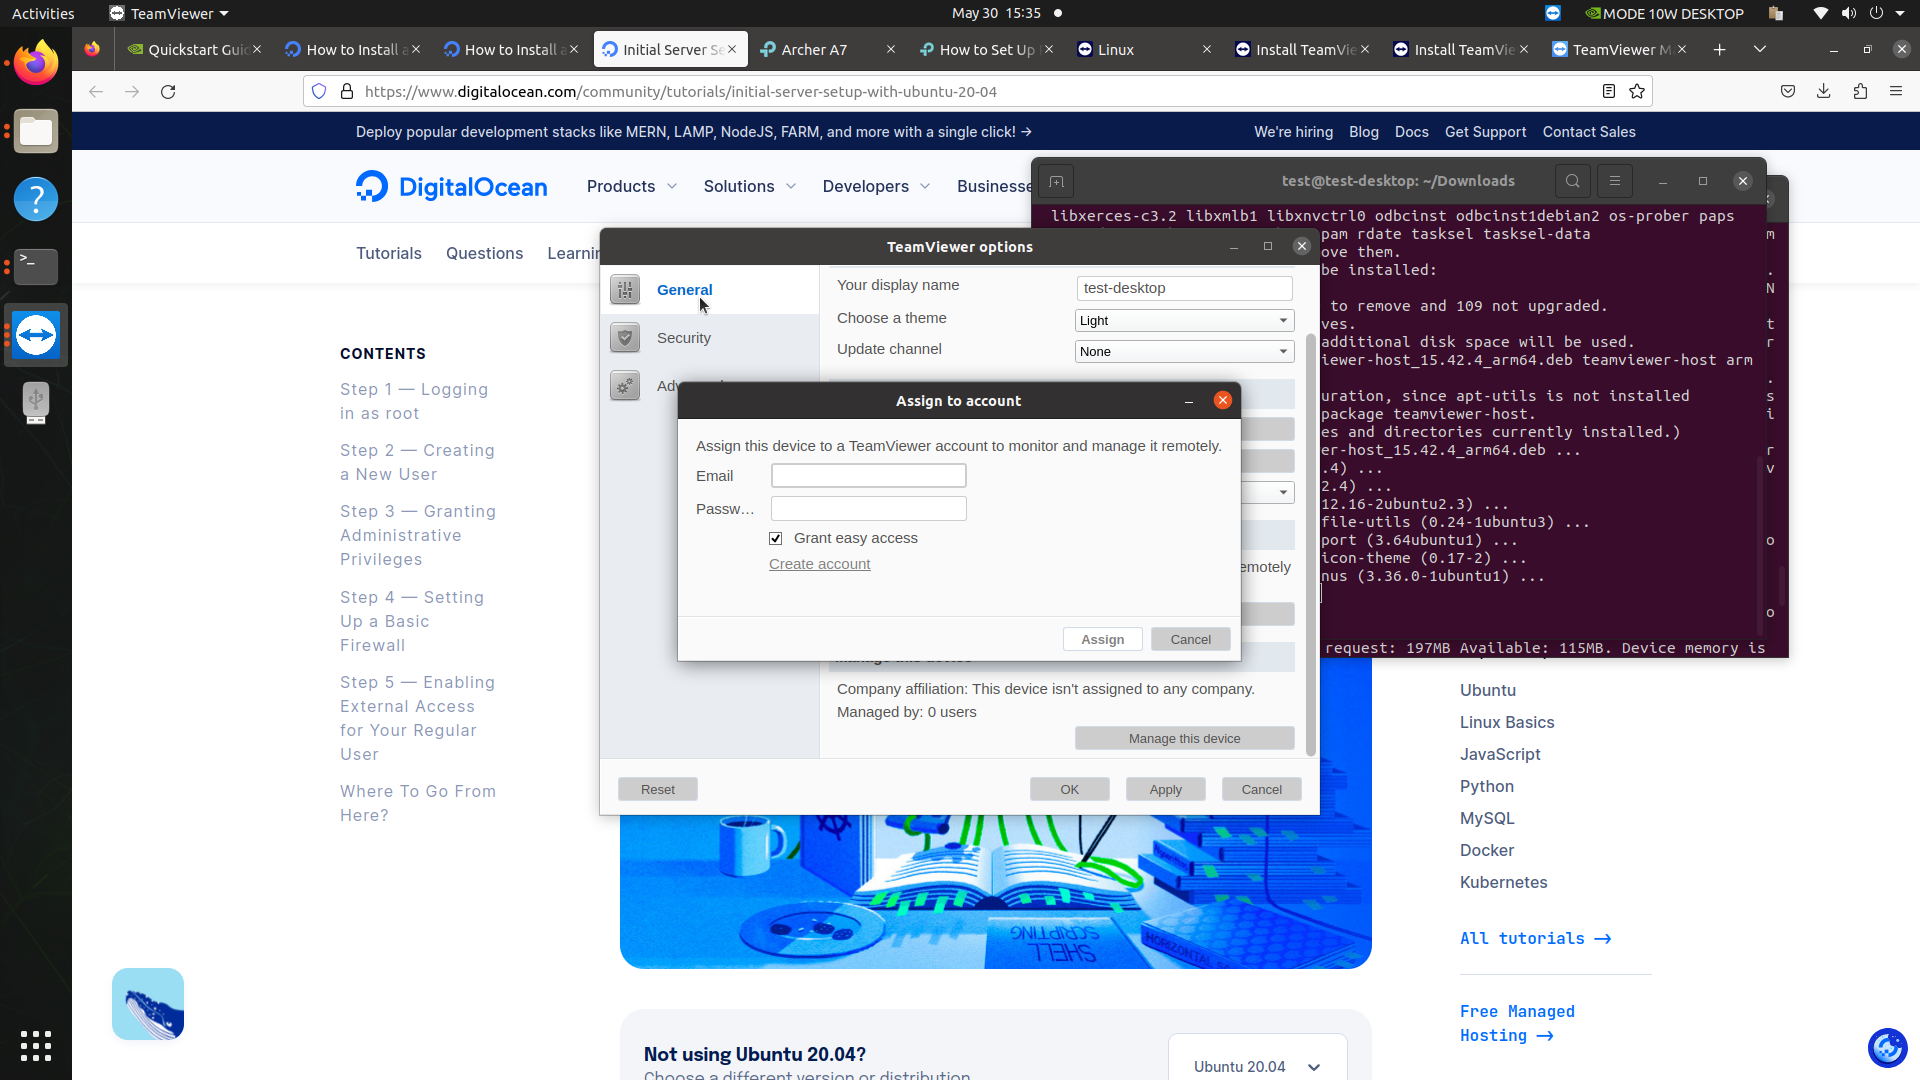 Activities
TeamViewer
May 30 15:35
MODE 10W DESKTOP
Quickstart Gui
How to Install a
How to Install a
Initial Server Se
Archer A7
How to Set Up
Linux
Install TeamVie
Install TeamVie
TeamViewer M
https://www.digitalocean.com/community/tutorials/initial-server-setup-with-ubuntu-20-04
Deploy popular development stacks like MERN, LAMP, NodeJS, FARM, and more with a single click! →
We're hiring Blog Docs Get Support Contact Sales
DigitalOcean
Products
Solutions
Developers
Businesse
Tutorials
Questions
Learnin
test@test-desktop: ~/Downloads
libxerces-c3.2 libxmlb1 libxnvctrl0 odbcinst odbcinst1debian2 os-prober paps
pam rdate tasksel tasksel-data
ove them.
be installed:
to remove and 109 not upgraded.
ves.
additional disk space will be used.
iewer-host_15.42.4_arm64.deb teamviewer-host arm
uration, since apt-utils is not installed
package teamviewer-host.
es and directories currently installed.)
er-host_15.42.4_arm64.deb ...
.4) ...
2.4) ...
12.16-2ubuntu2.3) ...
file-utils (0.24-1ubuntu3) ...
port (3.64ubuntu1) ...
icon-theme (0.17-2) ...
nus (3.36.0-1ubuntu1) ...
request: 197MB Available: 115MB. Device memory is
TeamViewer options
General
Security
Your display name
test-desktop
Choose a theme
Light
Update channel
None
emotely
Assign to account
Assign this device to a TeamViewer account to monitor and manage it remotely.
Email
Passw...
Grant easy access
Create account
Assign
Cancel
Company affiliation: This device isn't assigned to any company.
Managed by: 0 users
Manage this device
Reset
OK
Apply
Cancel
CONTENTS
Step 1 — Logging
in as root
Step 2 — Creating
a New User
Step 3 — Granting
Administrative
Privileges
Step 4 — Setting
Up a Basic
Firewall
Step 5 — Enabling
External Access
for Your Regular
User
Where To Go From
Here?
Ubuntu
Linux Basics
JavaScript
Python
MySQL
Docker
Kubernetes
All tutorials →
Free Managed
Hosting →
SHELL
SCRIPTING
HORIZONTAL
Not using Ubuntu 20.04?
Choose a different version or distribution.
Ubuntu 20.04